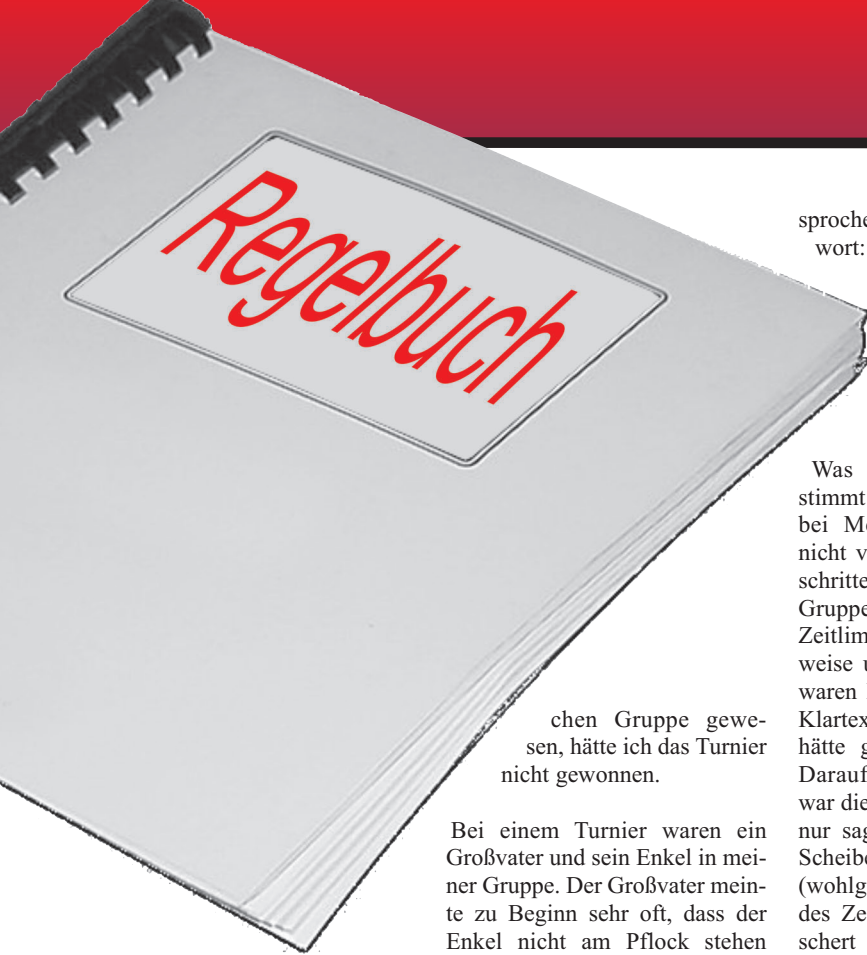 Regelbuch
chen Gruppe gewe-
sen, hätte ich das Turnier
nicht gewonnen.
Bei einem Turnier waren ein
Großvater und sein Enkel in mei-
ner Gruppe. Der Großvater mein-
te zu Beginn sehr oft, dass der
Enkel nicht am Pflock stehen
wort:
Was
stimmt
bei
nicht
schritte
Gruppe
Zeitlim
weise
waren
Klartex
hätte
Darauf
war die
nur sag
Scheibe
(wohlg
des Ze
schert